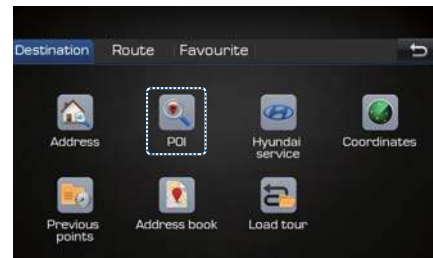 Destination Route Favourite
Address POI Hyundai service Coordinates
Previous points Address book Load tour